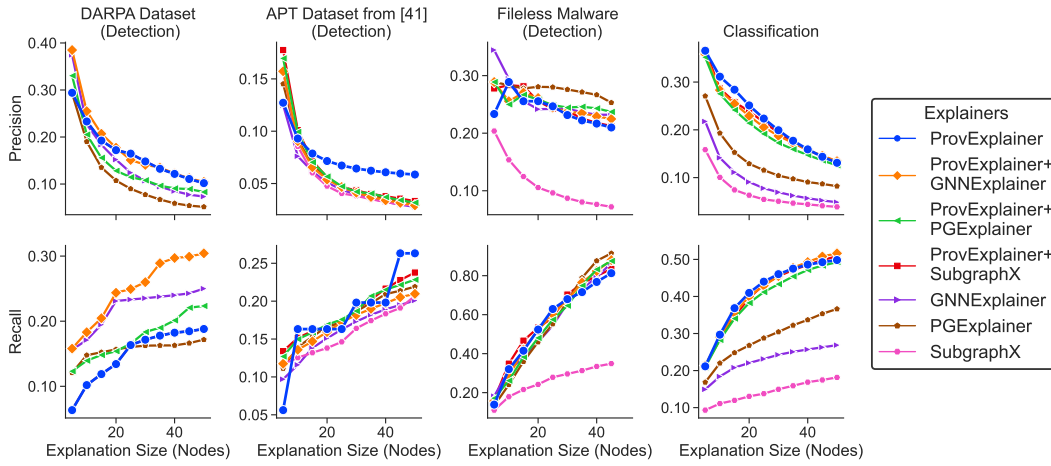 DARPA Dataset
(Detection)
APT Dataset from [41]
(Detection)
Fileless Malware
(Detection)
Classification
Precision
0.40
0.30
0.20
0.10
0.15
0.10
0.05
0.30
0.20
0.10
0.30
0.20
0.10
Recall
0.30
0.20
0.10
0.25
0.20
0.15
0.10
0.05
0.80
0.60
0.40
0.20
0.50
0.40
0.30
0.20
0.10
20 40
20 40
20 40
20 40
Explanation Size (Nodes)
Explanation Size (Nodes)
Explanation Size (Nodes)
Explanation Size (Nodes)
Explainers
ProvExplainer
ProvExplainer+
GNNExplainer
ProvExplainer+
PGExplainer
ProvExplainer+
SubgraphX
GNNExplainer
PGExplainer
SubgraphX